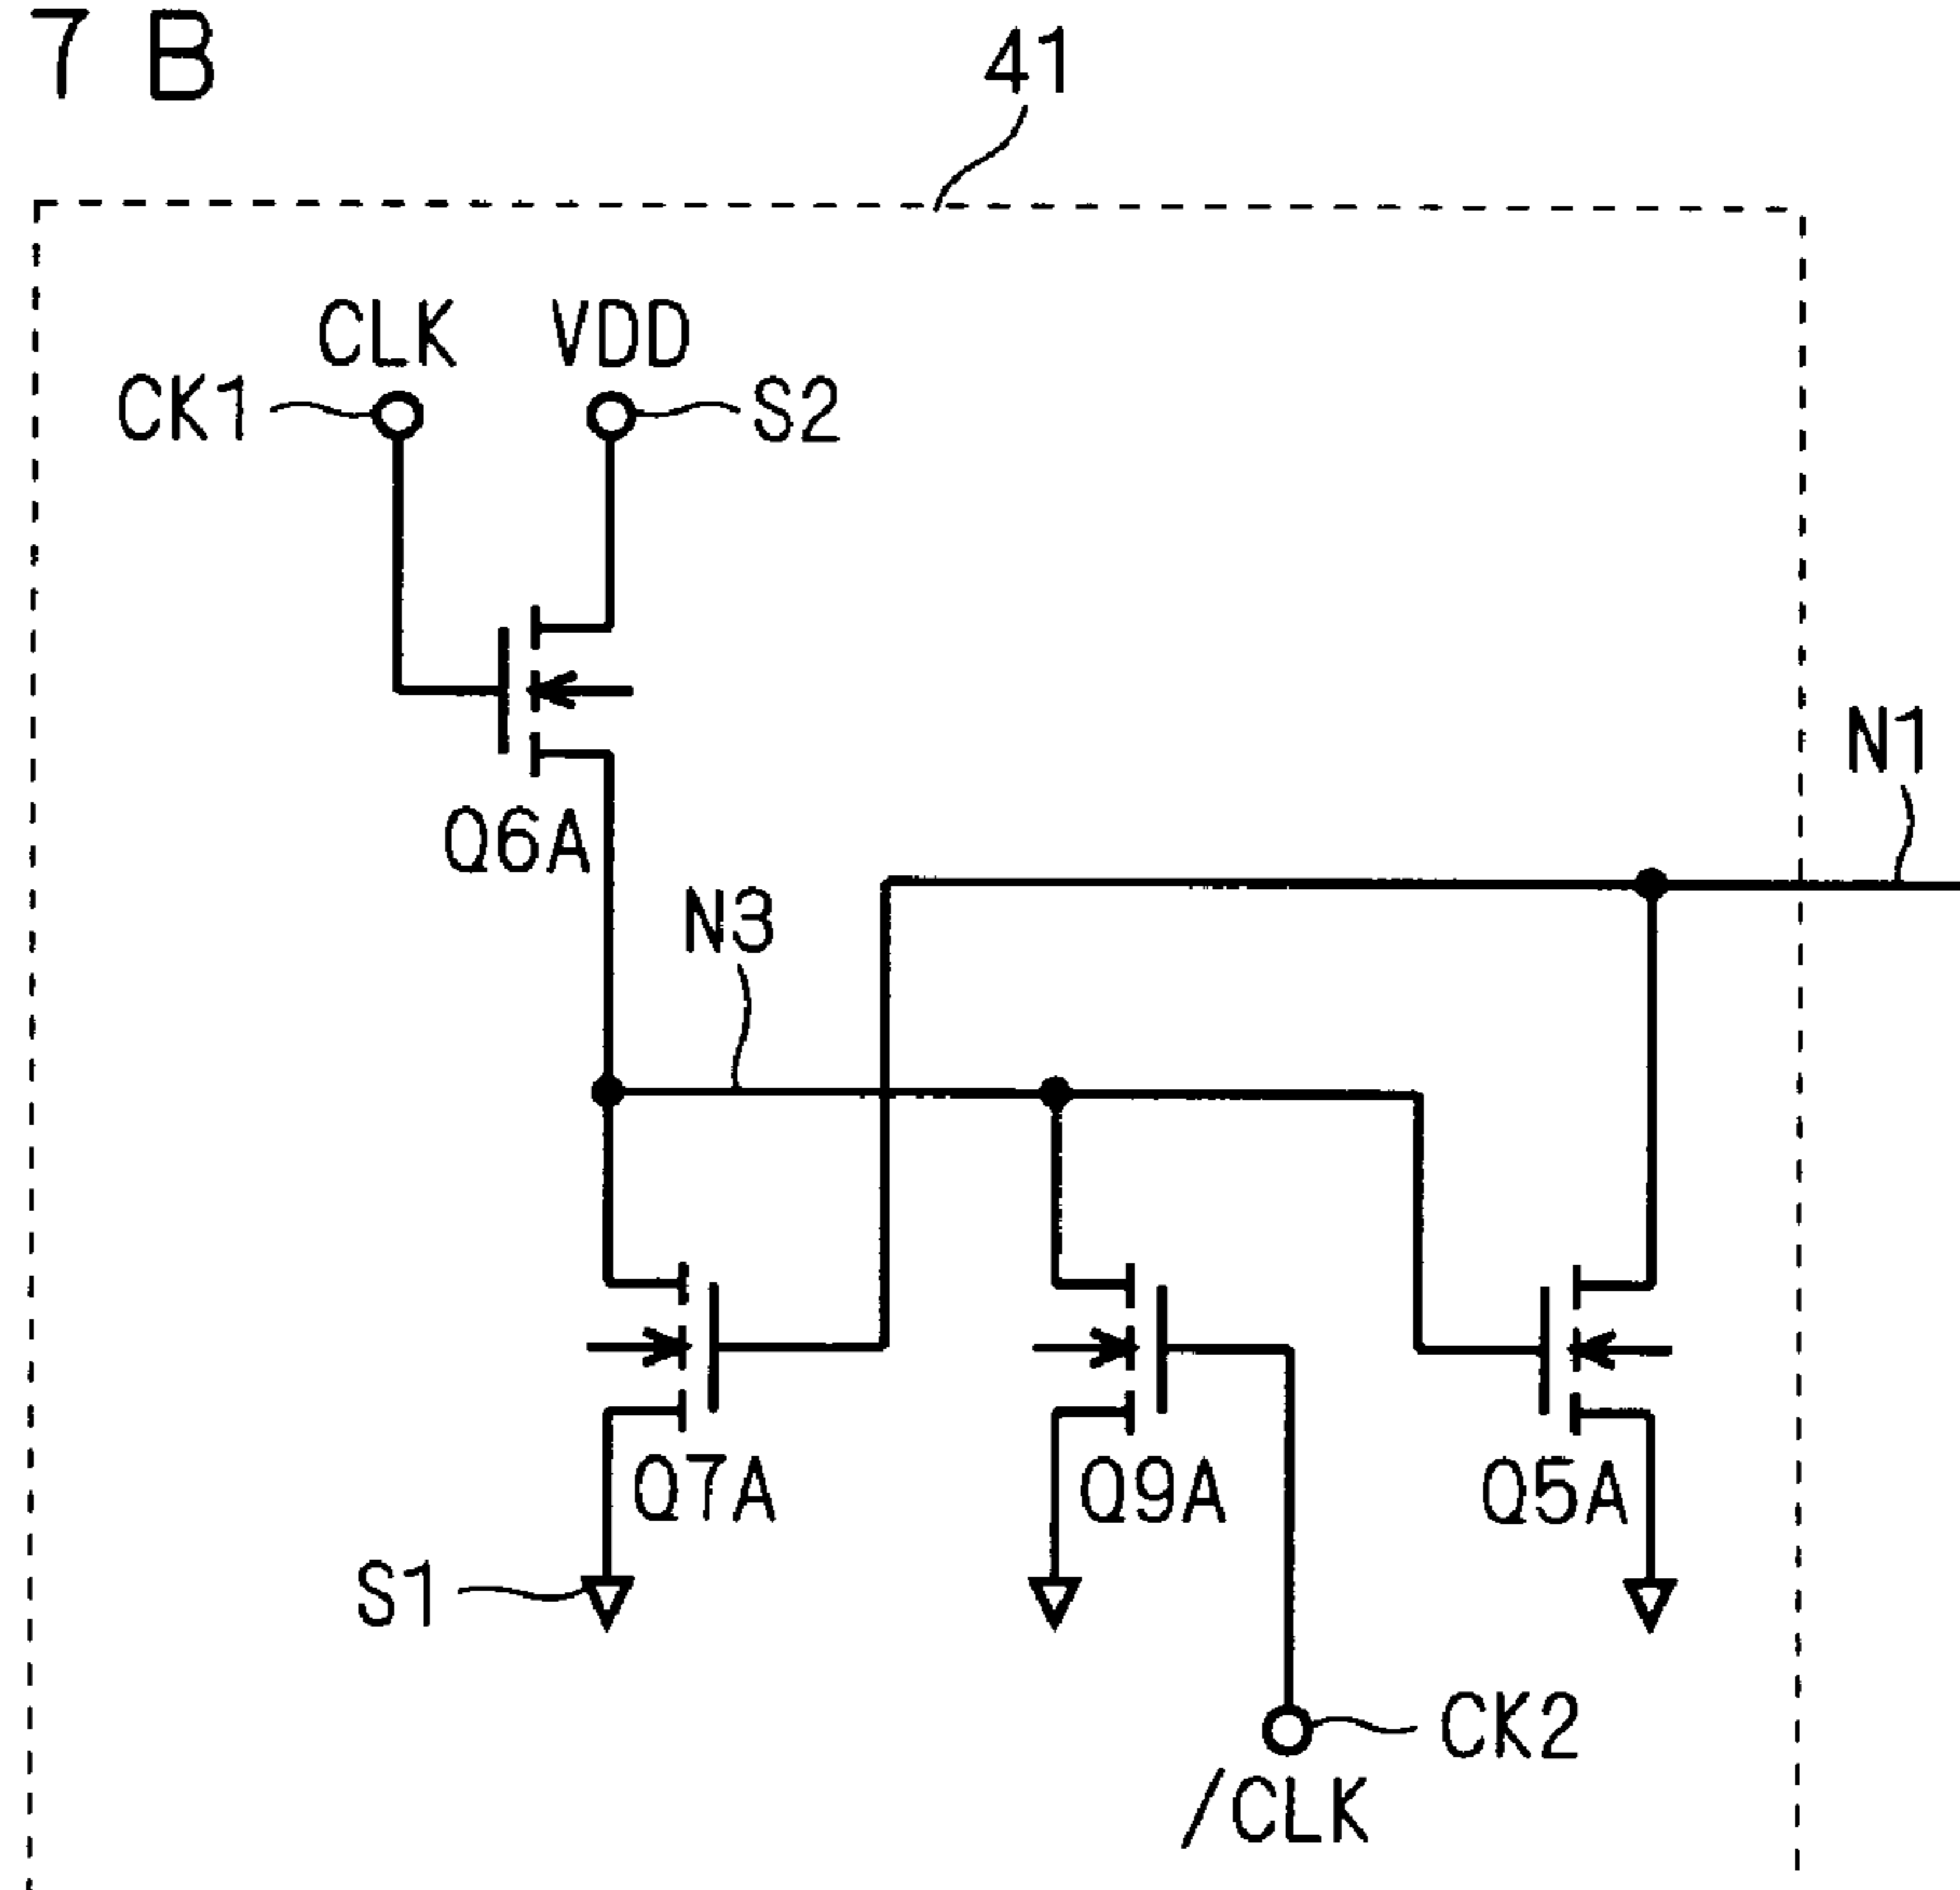 7 B
41
CLK VDD
CK1 S2
N1
Q6A
N3
Q7A Q9A Q5A
S1
CK2
/CLK